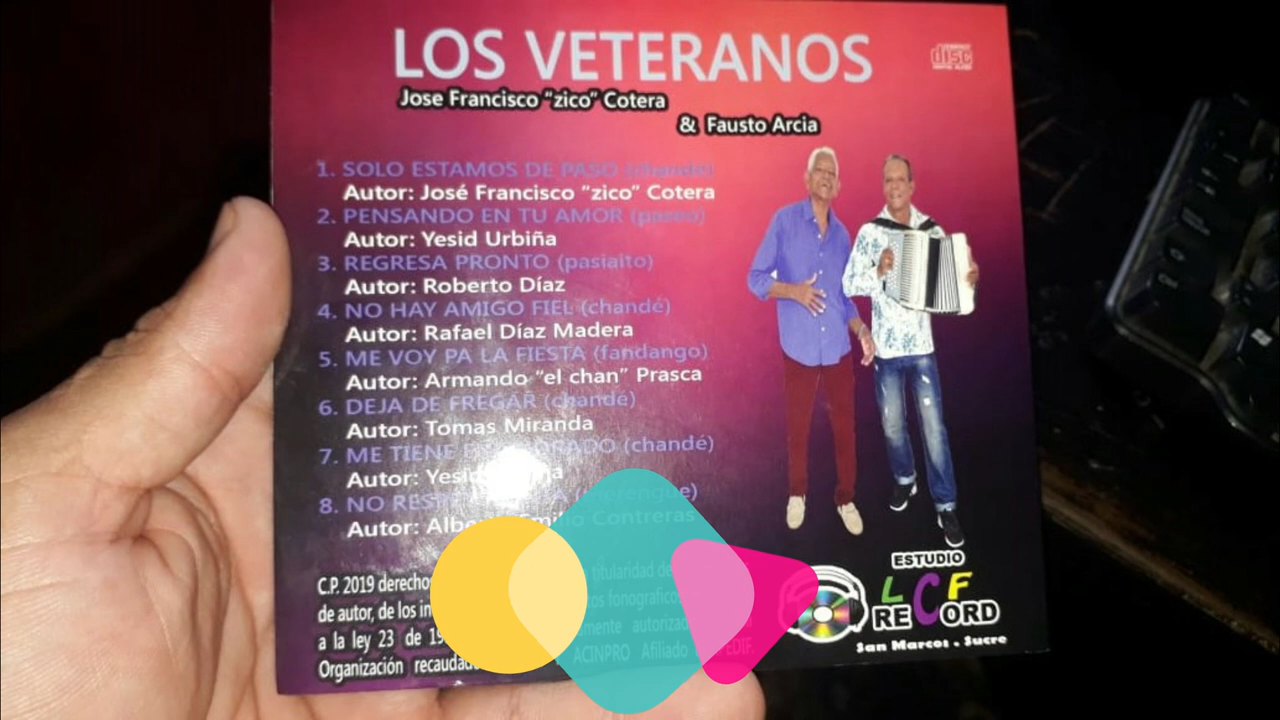 LOS VETERANOS
disc
Jose Francisco "zico" Cotera
& Fausto Arcia
1. SOLO ESTAMOS DE PASO (chandé)
Autor: José Francisco "zico" Cotera
2. PENSANDO EN TU AMOR (paseo)
Autor: Yesid Urbiña
3. REGRESA PRONTO (pasiaito)
Autor: Roberto Díaz
4. NO HAY AMIGO FIEL (chandé)
Autor: Rafael Díaz Madera
5. ME VOY PA LA FIESTA (fandango)
Autor: Armando "el chan" Prasca
6. DEJA DE FREGAR (chandé)
Autor: Tomas Miranda
7. ME TIENE (chandé)
Autor:
8. NO
Autor: Emilio Contreras
C.P. 2019 titularidad
de autor, de los
a la ley 23 de
Organización ACINPRO Afiliado
ESTUDIO
LCF
RECORD
San Marcos . Sucre